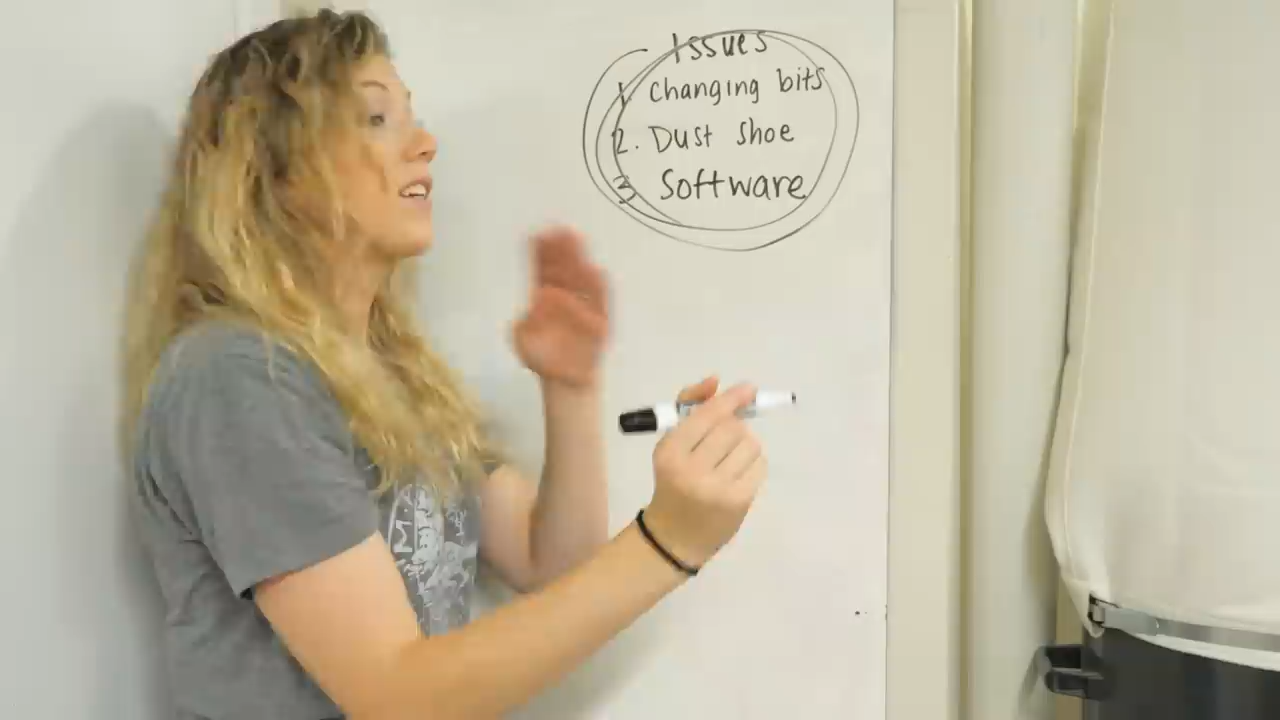 Issues
1. Changing bits
2. Dust shoe
3 Software
M.